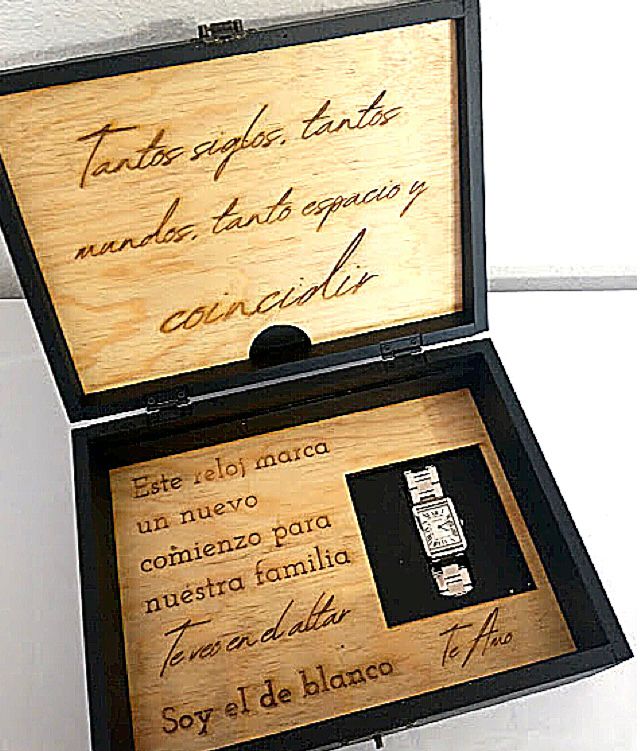 Tantos siglos, tantos
mundos, tanto espacio y
coincidir
Este reloj marca
un nuevo
comienzo para
nuestra familia
Te veo en el altar
Soy el de blanco
Te Amo